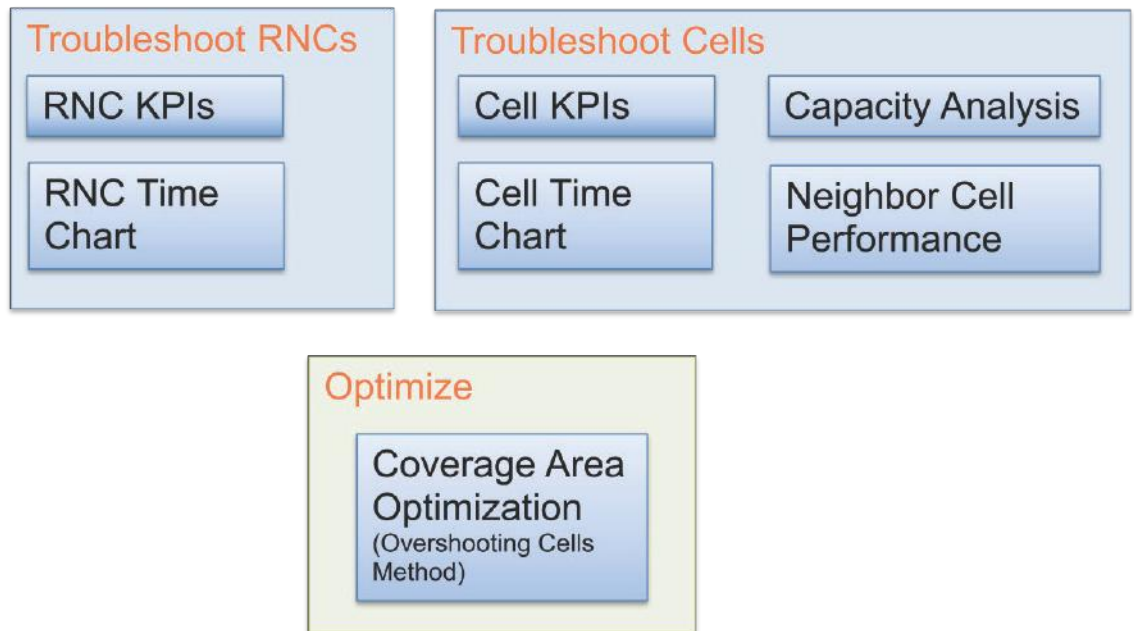 Troubleshoot RNCs
RNC KPIs
RNC Time
Chart
Troubleshoot Cells
Cell KPIs
Capacity Analysis
Cell Time
Chart
Neighbor Cell
Performance
Optimize
Coverage Area
Optimization
(Overshooting Cells
Method)